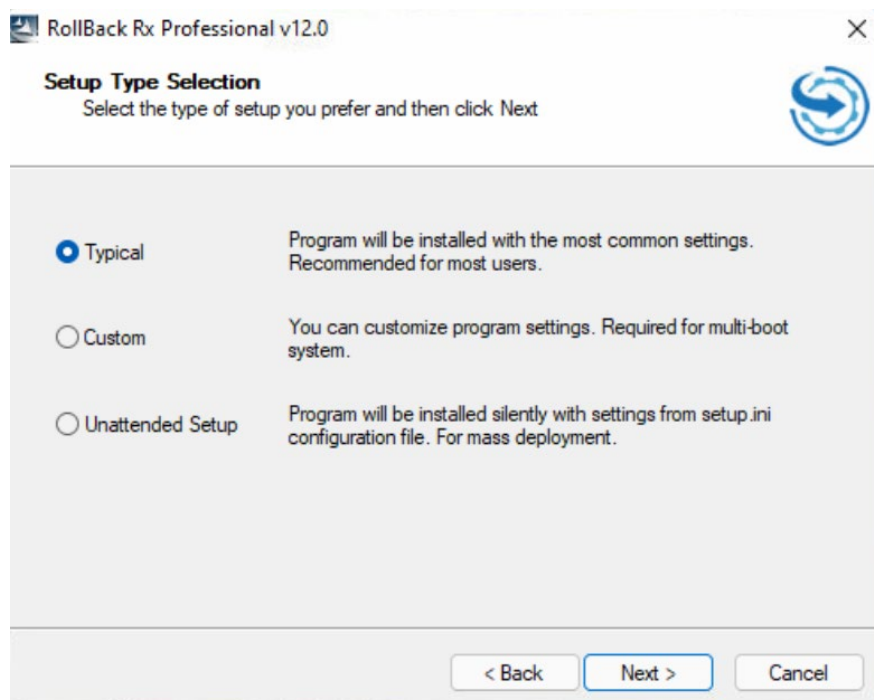 RollBack Rx Professional v12.0
Setup Type Selection
Select the type of setup you prefer and then click Next
Typical
Program will be installed with the most common settings.
Recommended for most users.
Custom
You can customize program settings. Required for multi-boot
system.
Unattended Setup
Program will be installed silently with settings from setup.ini
configuration file. For mass deployment.
< Back
Next >
Cancel